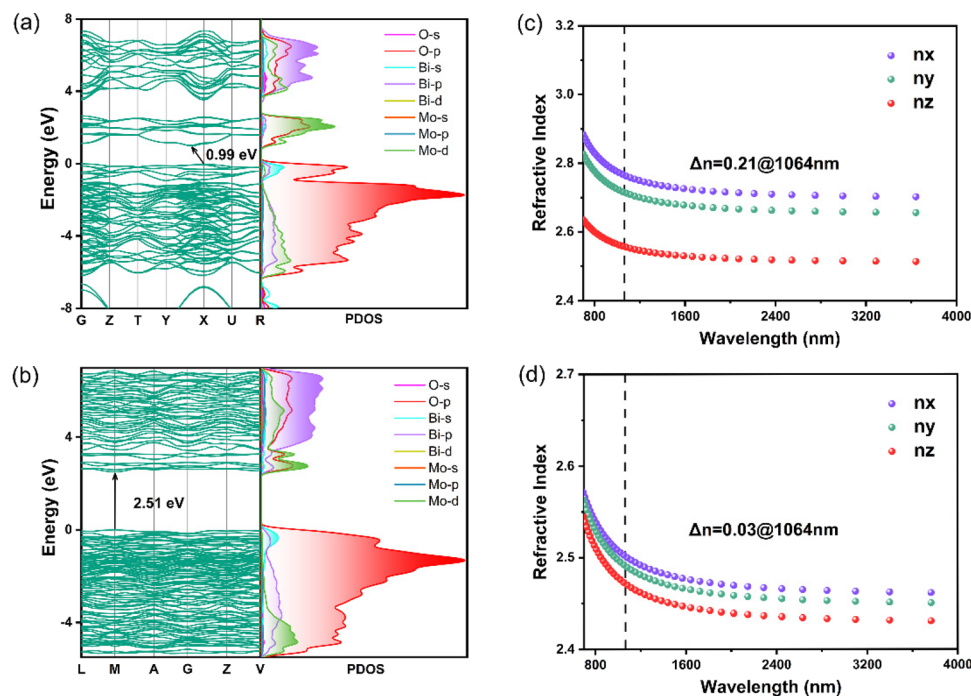 (a)
8
4
0
-4
-8
Energy (eV)
0.99 eV
G Z T Y X U R
PDOS
O-s
O-p
Bi-s
Bi-p
Bi-d
Mo-s
Mo-p
Mo-d
(c)
3.2
3.0
2.8
2.6
2.4
Refractive Index
nx
ny
nz
Δn=0.21@1064nm
800 1600 2400 3200 4000
Wavelength (nm)
(b)
4
0
-4
Energy (eV)
2.51 eV
L M A G Z V
PDOS
O-s
O-p
Bi-s
Bi-p
Bi-d
Mo-s
Mo-p
Mo-d
(d)
2.7
2.6
2.5
2.4
Refractive Index
nx
ny
nz
Δn=0.03@1064nm
800 1600 2400 3200 4000
Wavelength (nm)